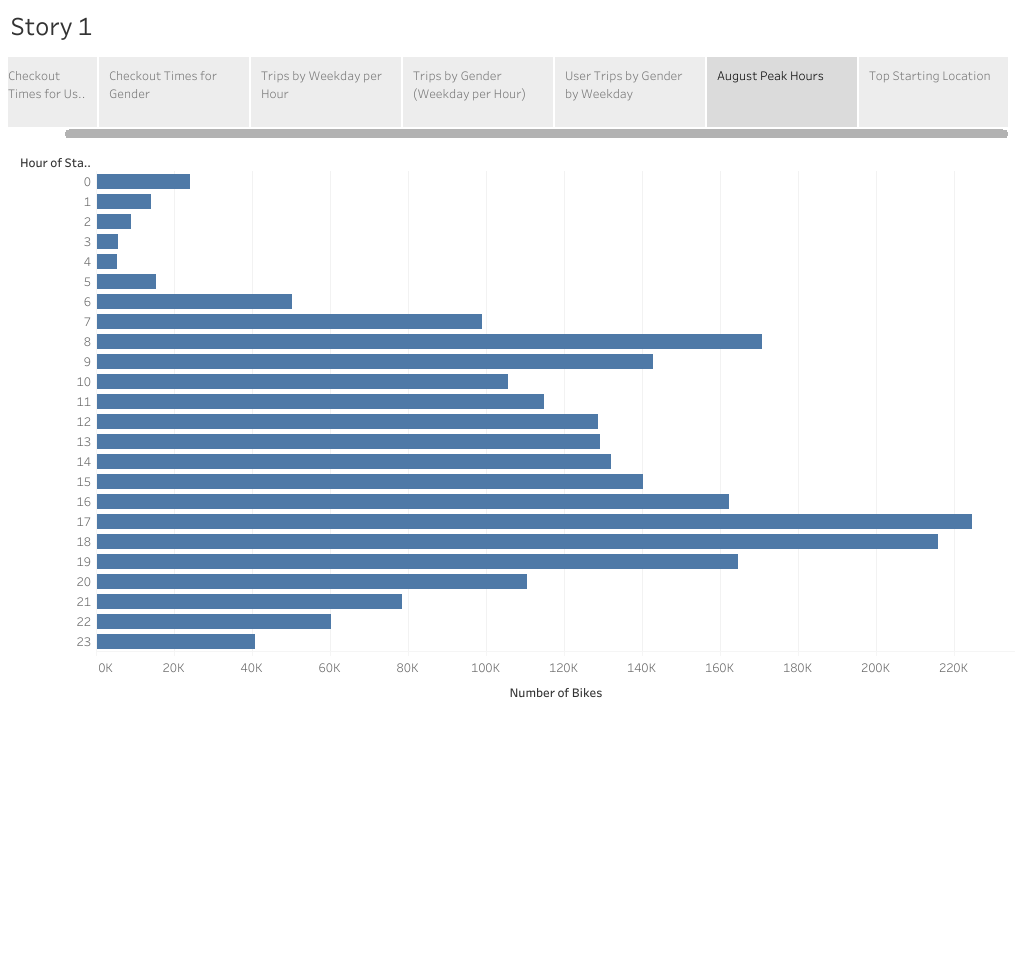 Story 1
Checkout
Times for Us..
Checkout Times for
Gender
Trips by Weekday per
Hour
Trips by Gender
(Weekday per Hour)
User Trips by Gender
by Weekday
August Peak Hours
Top Starting Location
Hour of Sta..
0
1
2
3
4
5
6
7
8
9
10
11
12
13
14
15
16
17
18
19
20
21
22
23
0K 20K 40K 60K 80K 100K 120K 140K 160K 180K 200K 220K
Number of Bikes